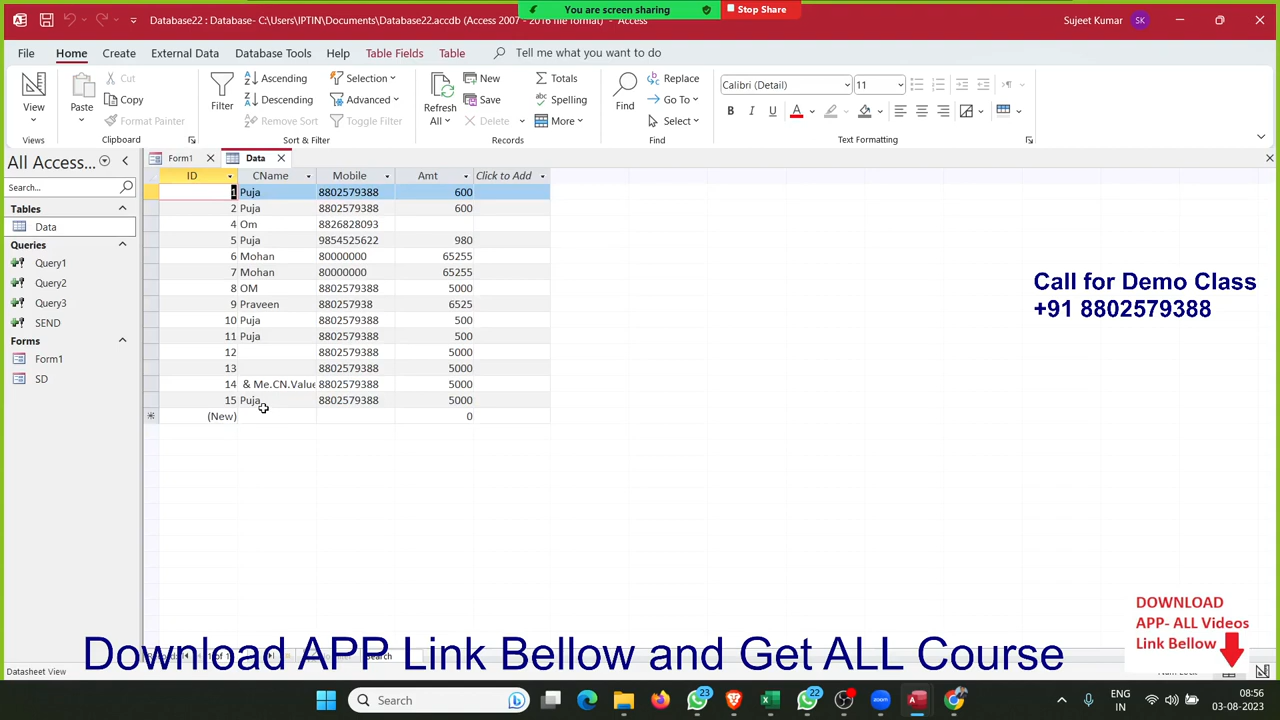 Database22 : Database- C:\Users\IPTIN\Documents\Database22.accdb (Access 2007 - 2016 file format) - Access
You are screen sharing
Stop Share
Sujeet Kumar
SK
File Home Create External Data Database Tools Help Table Fields Table Tell me what you want to do
View
Views
Paste
Cut
Copy
Format Painter
Clipboard
Filter
Ascending
Descending
Remove Sort
Selection
Advanced
Toggle Filter
Sort & Filter
Refresh All
New
Save
Delete
Totals
Spelling
More
Records
Find
Replace
Go To
Select
Find
Calibri (Detail) 11
B I U A
Text Formatting
All Access...
Search...
Tables
Data
Queries
Query1
Query2
Query3
SEND
Forms
Form1
SD
Form1 Data
ID CName Mobile Amt Click to Add
1 Puja 8802579388 600
2 Puja 8802579388 600
4 Om 8826828093
5 Puja 9854525622 980
6 Mohan 80000000 65255
7 Mohan 80000000 65255
8 OM 8802579388 5000
9 Praveen 880257938 6525
10 Puja 8802579388 500
11 Puja 8802579388 500
12 8802579388 5000
13 8802579388 5000
14 & Me.CN.Value 8802579388 5000
15 Puja 8802579388 5000
(New) 0
Call for Demo Class
+91 8802579388
DOWNLOAD
APP- ALL Videos
Link Bellow
Download APP Link Bellow and Get ALL Course
Search
Datasheet View
Search
23
22
zoom
ENG
IN
08:56
03-08-2023